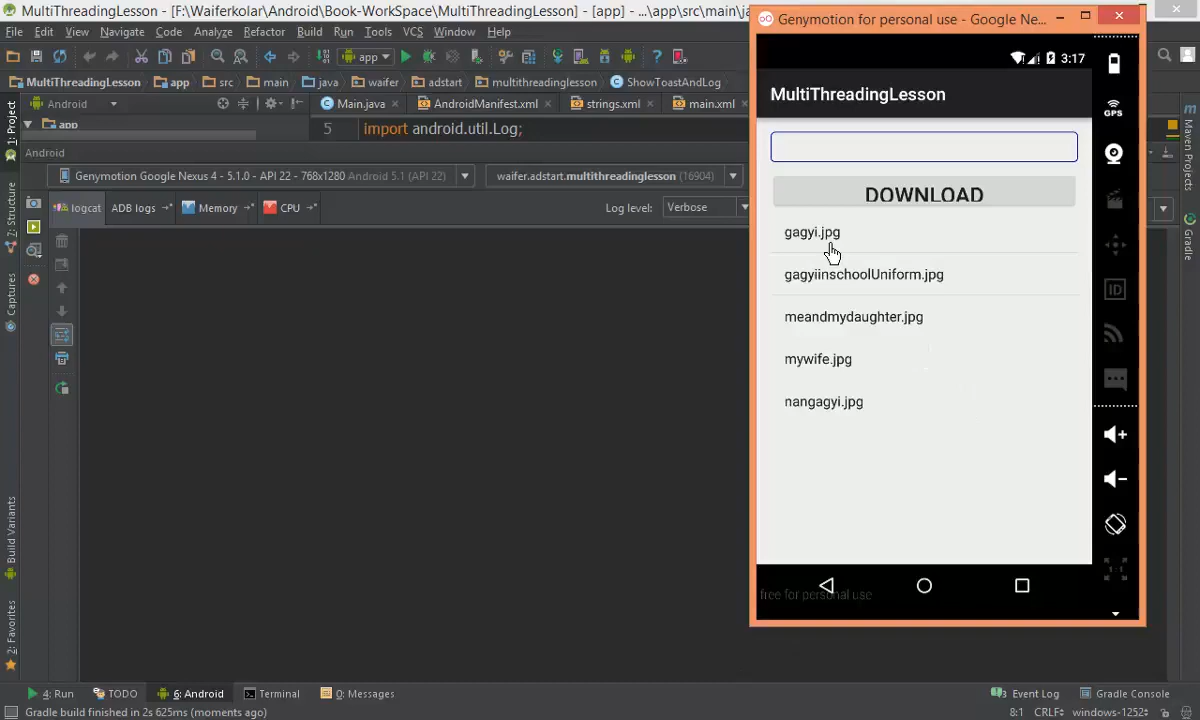 MultiThreadingLesson - [F:\Waiferkolar\Android\Book-WorkSpace\MultiThreadingLesson] - [app] - ...\app\src\main\ja
Genymotion for personal use - Google Ne...
File Edit View Navigate Code Analyze Refactor Build Run Tools VCS Window Help
app
3:17
MultiThreadingLesson app src main java waifer adstart multithreadinglesson ShowToastAndLog
MultiThreadingLesson
Android
Main.java AndroidManifest.xml strings.xml main.xml
GPS
app
5 import android.util.Log;
1: Project
Maven Projects
Android
Genymotion Google Nexus 4 - 5.1.0 - API 22 - 768x1280 Android 5.1 (API 22)
waifer.adstart.multithreadinglesson (16904)
DOWNLOAD
logcat ADB logs Memory CPU
Log level: Verbose
Z: Structure
Gradle
gagyi.jpg
gagyiinschoolUniform.jpg
ID
Captures
meandmydaughter.jpg
mywife.jpg
nangagyi.jpg
Build Variants
1:1
free for personal use
2: Favorites
4: Run TODO 6: Android Terminal 0: Messages
Event Log Gradle Console
Gradle build finished in 2s 625ms (moments ago)
8:1 CRLF windows-1252